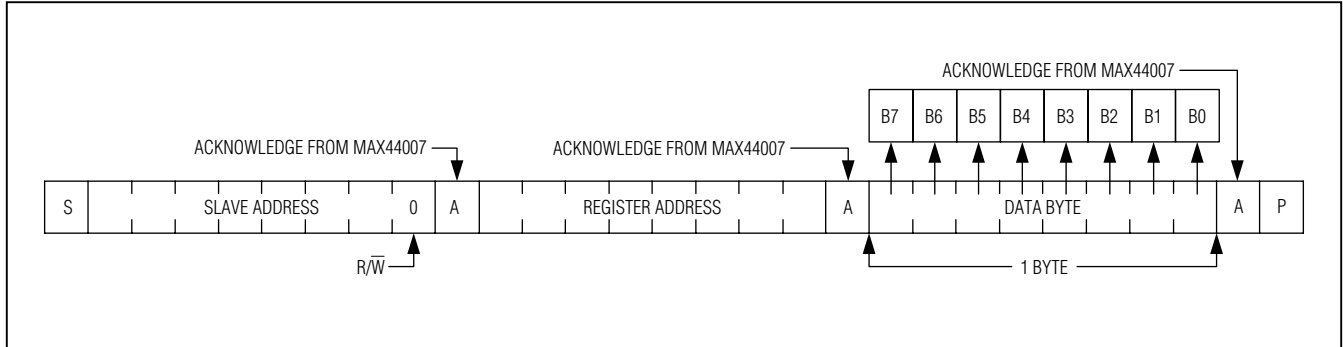 ACKNOWLEDGE FROM MAX44007
B7 B6 B5 B4 B3 B2 B1 B0
ACKNOWLEDGE FROM MAX44007 ACKNOWLEDGE FROM MAX44007
S SLAVE ADDRESS 0 A REGISTER ADDRESS A DATA BYTE A P
R/W̅ 1 BYTE